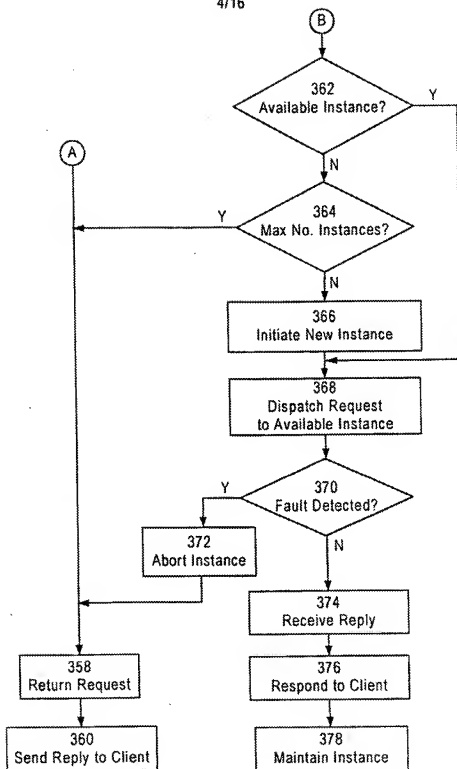 4/16
B
362
Available Instance?
Y
N
A
364
Max No. Instances?
Y
N
366
Initiate New Instance
368
Dispatch Request
to Available Instance
370
Fault Detected?
Y
N
372
Abort Instance
374
Receive Reply
358
Return Request
376
Respond to Client
360
Send Reply to Client
378
Maintain Instance